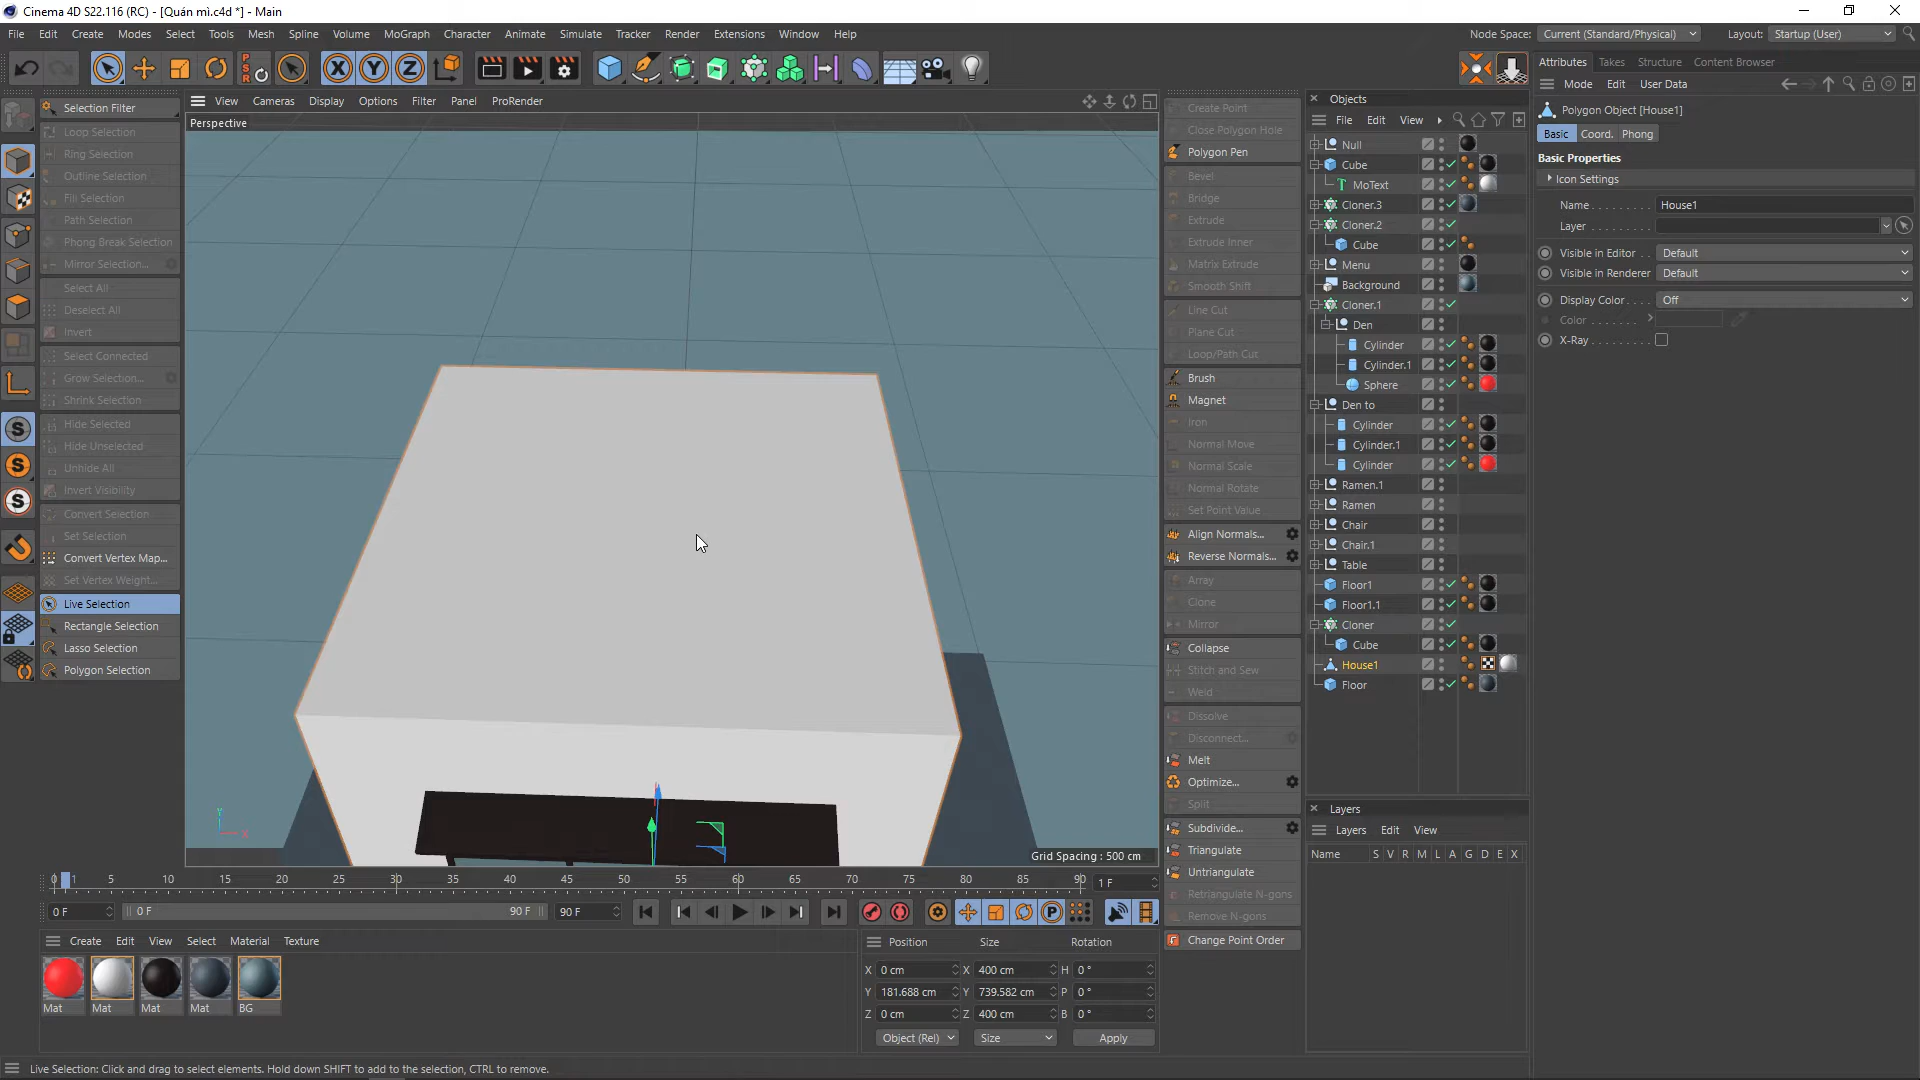 Cinema 4D S22.116 (RC) - [Quán mì.c4d *] - Main
File Edit Create Modes Select Tools Mesh Spline Volume MoGraph Character Animate Simulate Tracker Render Extensions Window Help
Node Space: Current (Standard/Physical) Layout: Startup (User)
View Cameras Display Options Filter Panel ProRender
Perspective
Grid Spacing : 500 cm
Selection Filter
Loop Selection
Ring Selection
Outline Selection
Fill Selection
Path Selection
Phong Break Selection
Mirror Selection...
Select All
Deselect All
Invert
Select Connected
Grow Selection...
Shrink Selection
Hide Selected
Hide Unselected
Unhide All
Invert Visibility
Convert Selection
Set Selection
Convert Vertex Map...
Set Vertex Weight...
Live Selection
Rectangle Selection
Lasso Selection
Polygon Selection
Create Point
Close Polygon Hole
Polygon Pen
Bevel
Bridge
Extrude
Extrude Inner
Matrix Extrude
Smooth Shift
Line Cut
Plane Cut
Loop/Path Cut
Brush
Magnet
Iron
Normal Move
Normal Scale
Normal Rotate
Set Point Value
Align Normals...
Reverse Normals...
Array
Clone
Mirror
Collapse
Stitch and Sew
Weld
Dissolve
Disconnect...
Melt
Optimize...
Split
Subdivide...
Triangulate
Untriangulate
Retriangulate N-gons
Remove N-gons
Change Point Order
Objects
File Edit View
Null
Cube
MoText
Cloner.3
Cloner.2
Cube
Menu
Background
Cloner.1
Den
Cylinder
Cylinder.1
Sphere
Den to
Cylinder
Cylinder.1
Cylinder
Ramen.1
Ramen
Chair
Chair.1
Table
Floor1
Floor1.1
Cloner
Cube
House1
Floor
Layers
Layers Edit View
Name S V R M L A G D E X
Attributes Takes Structure Content Browser
Mode Edit User Data
Polygon Object [House1]
Basic Coord. Phong
Basic Properties
Icon Settings
Name House1
Layer
Visible in Editor Default
Visible in Renderer Default
Display Color Off
Color
X-Ray
0 1 5 10 15 20 25 30 35 40 45 50 55 60 65 70 75 80 85 90 1 F
0 F 0 F 90 F 90 F
Create Edit View Select Material Texture
Mat Mat Mat Mat BG
Position Size Rotation
X 0 cm X 400 cm H 0 °
Y 181.688 cm Y 739.582 cm P 0 °
Z 0 cm Z 400 cm B 0 °
Object (Rel) Size Apply
Live Selection: Click and drag to select elements. Hold down SHIFT to add to the selection, CTRL to remove.